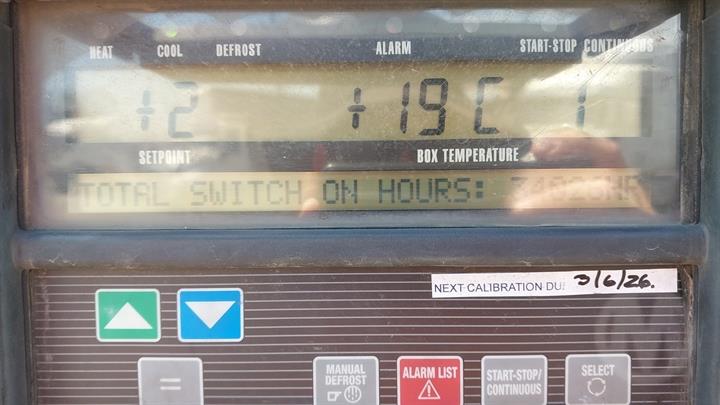 HEAT COOL DEFROST ALARM START-STOP CONTINUOUS
+2 +19 C
SETPOINT BOX TEMPERATURE
TOTAL SWITCH ON HOURS:
NEXT CALIBRATION DU
MANUAL DEFROST
ALARM LIST
START-STOP/
CONTINUOUS
SELECT
=